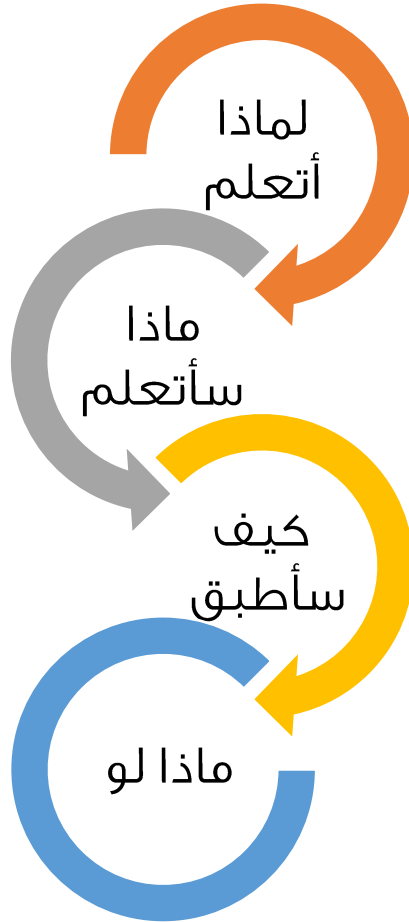 لماذا
أتعلم
ماذا
سأتعلم
كيف
سأطبق
ماذا لو